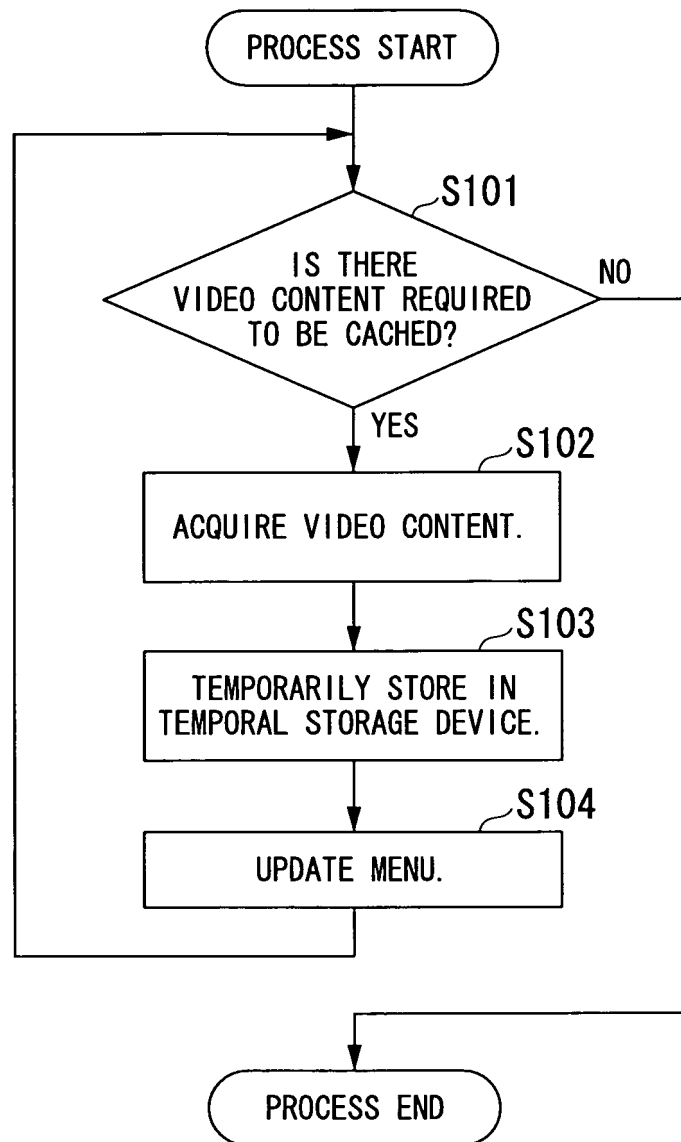 PROCESS START
S101
IS THERE
VIDEO CONTENT REQUIRED
TO BE CACHED?
NO
YES
S102
ACQUIRE VIDEO CONTENT.
S103
TEMPORARILY STORE IN
TEMPORAL STORAGE DEVICE.
S104
UPDATE MENU.
PROCESS END